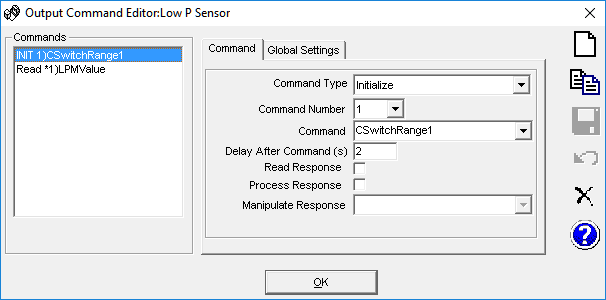 Output Command Editor:Low P Sensor
Commands
INIT 1)CSwitchRange1
Read *1)LPMValue
Command
Global Settings
Command Type
Initialize
Command Number
1
Command
CSwitchRange1
Delay After Command (s)
2
Read Response
Process Response
Manipulate Response
?
OK